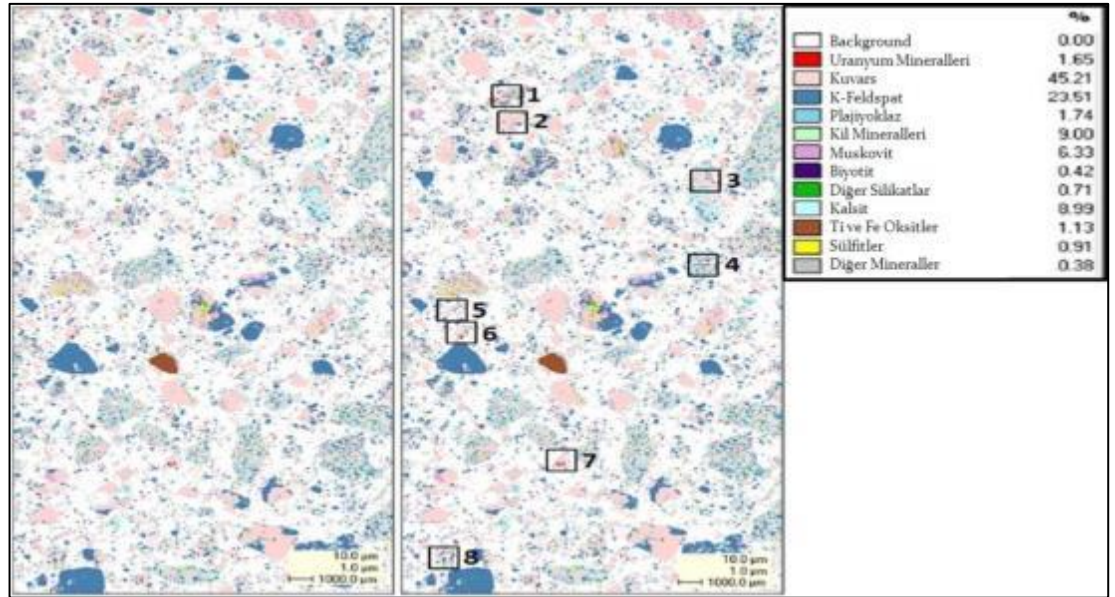 %
Background 0.00
Uranyum Mineralleri 1.65
Kuvars 45.21
K-Feldspat 23.51
Plajiyoklaz 1.74
Kil Mineralleri 9.00
Muskovit 6.33
Biyotit 0.42
Diğer Silikatlar 0.71
Kalsit 8.99
Ti ve Fe Oksitler 1.13
Sülfitler 0.91
Diğer Mineraller 0.38
1
2
3
4
5
6
7
8
10.0 µm
1.0 µm
1000.0 µm
10.0 µm
1.0 µm
1000.0 µm